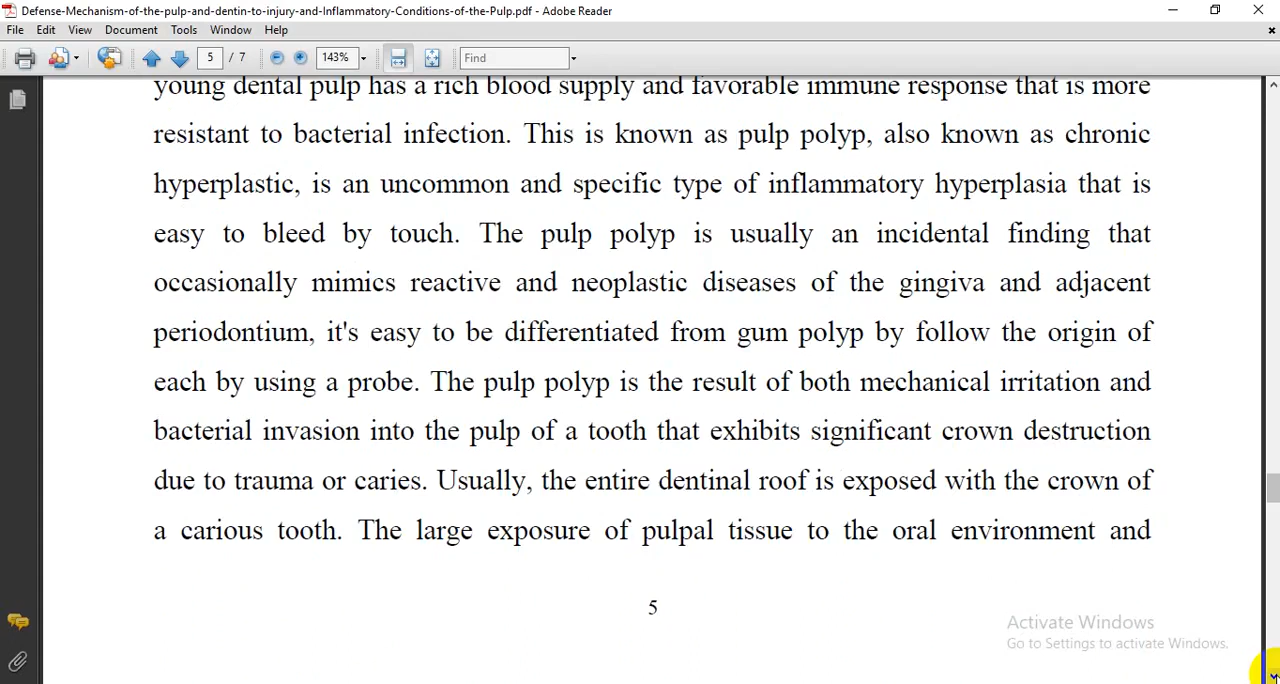 Defense-Mechanism-of-the-pulp-and-dentin-to-injury-and-Inflammatory-Conditions-of-the-Pulp.pdf - Adobe Reader
File Edit View Document Tools Window Help
5 / 7 143% Find
young dental pulp has a rich blood supply and favorable immune response that is more
resistant to bacterial infection. This is known as pulp polyp, also known as chronic
hyperplastic, is an uncommon and specific type of inflammatory hyperplasia that is
easy to bleed by touch. The pulp polyp is usually an incidental finding that
occasionally mimics reactive and neoplastic diseases of the gingiva and adjacent
periodontium, it's easy to be differentiated from gum polyp by follow the origin of
each by using a probe. The pulp polyp is the result of both mechanical irritation and
bacterial invasion into the pulp of a tooth that exhibits significant crown destruction
due to trauma or caries. Usually, the entire dentinal roof is exposed with the crown of
a carious tooth. The large exposure of pulpal tissue to the oral environment and
5
Activate Windows
Go to Settings to activate Windows.